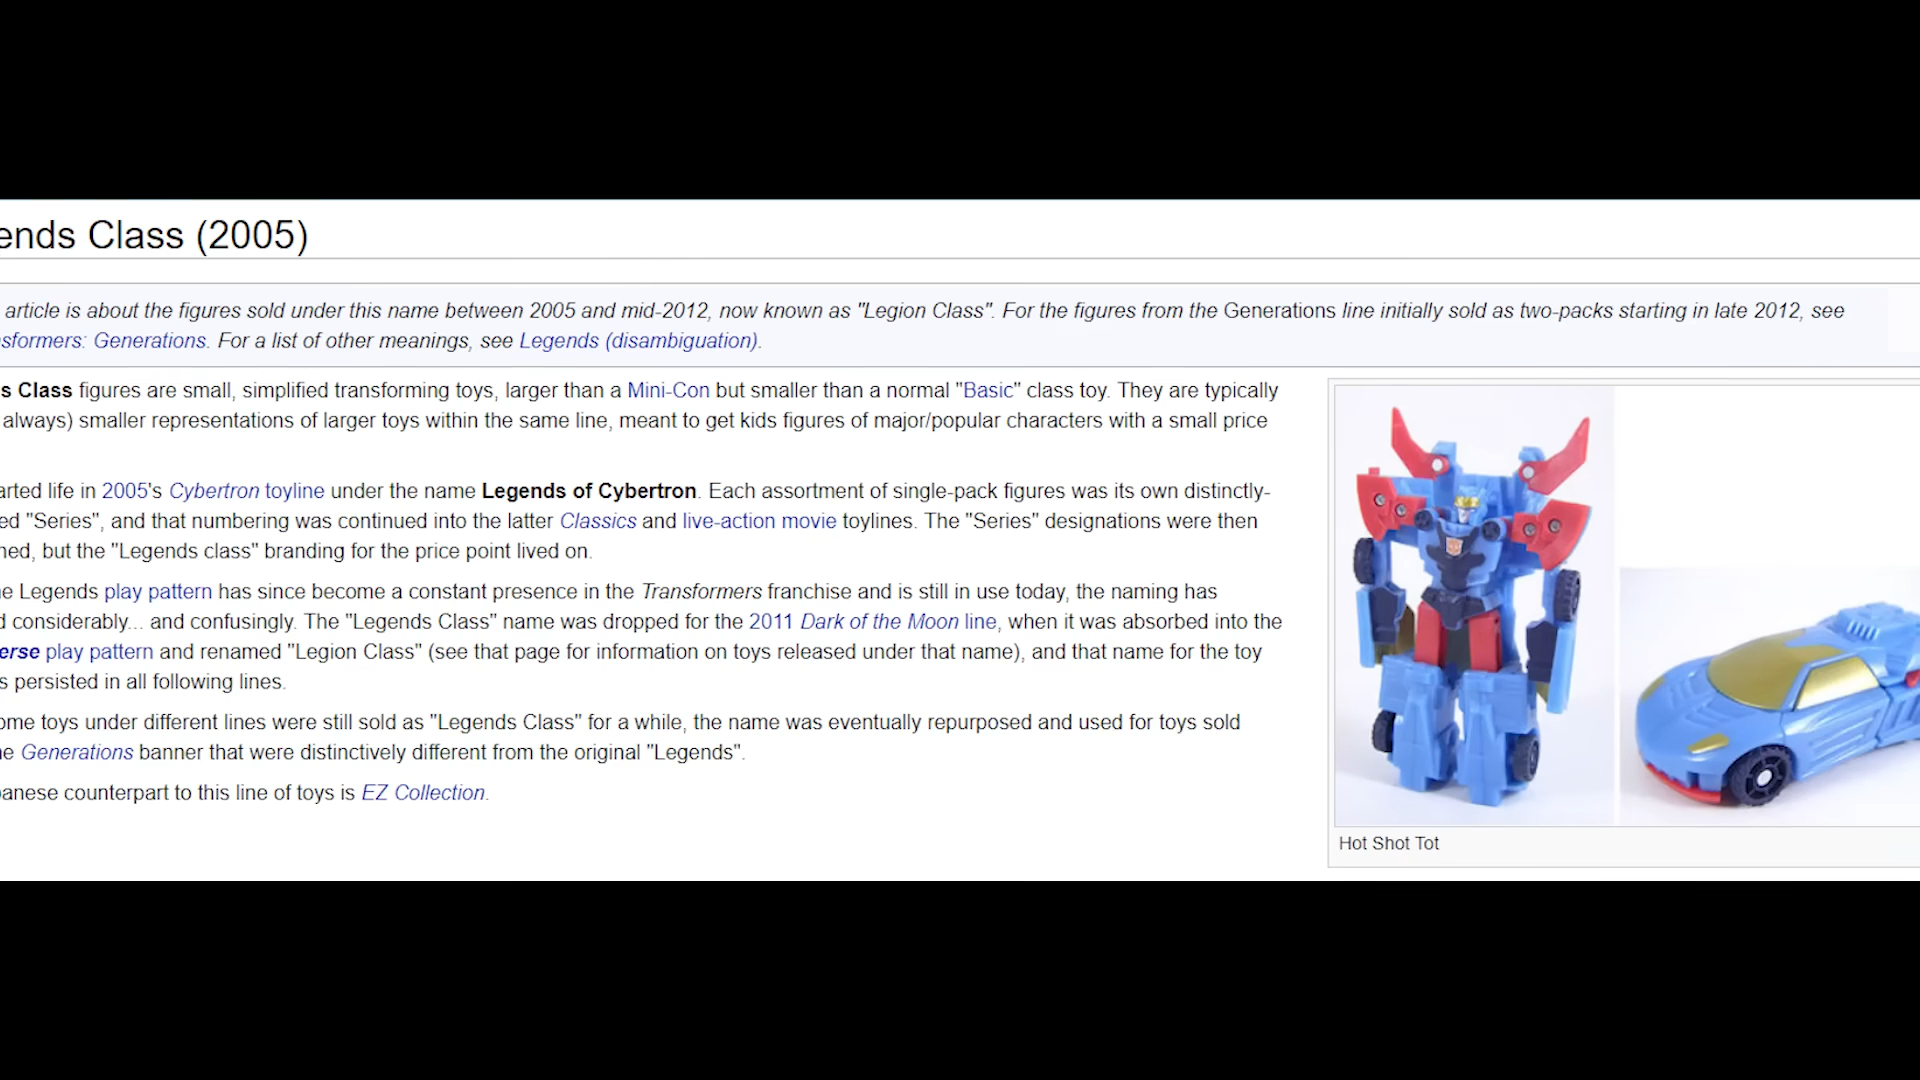 ends Class (2005)
article is about the figures sold under this name between 2005 and mid-2012, now known as "Legion Class". For the figures from the Generations line initially sold as two-packs starting in late 2012, see
sformers: Generations. For a list of other meanings, see Legends (disambiguation).
s Class figures are small, simplified transforming toys, larger than a Mini-Con but smaller than a normal "Basic" class toy. They are typically
always) smaller representations of larger toys within the same line, meant to get kids figures of major/popular characters with a small price
arted life in 2005's Cybertron toyline under the name Legends of Cybertron. Each assortment of single-pack figures was its own distinctly-
ed "Series", and that numbering was continued into the latter Classics and live-action movie toylines. The "Series" designations were then
ned, but the "Legends class" branding for the price point lived on.
e Legends play pattern has since become a constant presence in the Transformers franchise and is still in use today, the naming has
d considerably... and confusingly. The "Legends Class" name was dropped for the 2011 Dark of the Moon line, when it was absorbed into the
erse play pattern and renamed "Legion Class" (see that page for information on toys released under that name), and that name for the toy
s persisted in all following lines.
ome toys under different lines were still sold as "Legends Class" for a while, the name was eventually repurposed and used for toys sold
e Generations banner that were distinctively different from the original "Legends".
anese counterpart to this line of toys is EZ Collection.
Hot Shot Tot